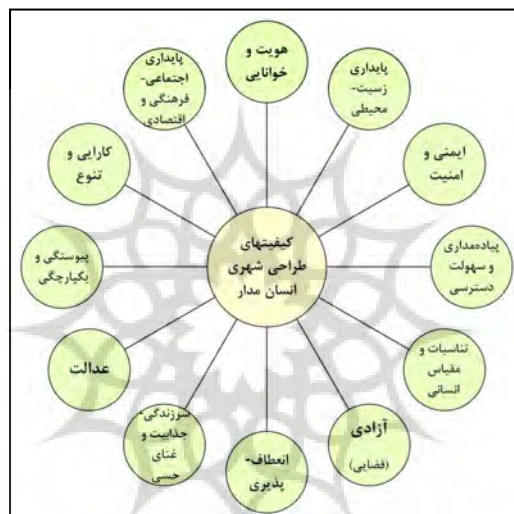 کیفیتهای
طراحی شهری
انسان مدار
هویت و
خوانایی
پایداری
زسیت-
محیطی
ایمنی و
امنیت
پیاده‌مداری
و سهولت
دسترسی
تناسبات و
مقیاس
انسانی
آزادی
(فضایی)
انعطاف-
پذیری
سرزندگی-
جذابیت و
غنای
حسی
عدالت
پیوستگی و
یکپارچگی
کارایی و
تنوع
پایداری
اجتماعی-
فرهنگی و
اقتصادی